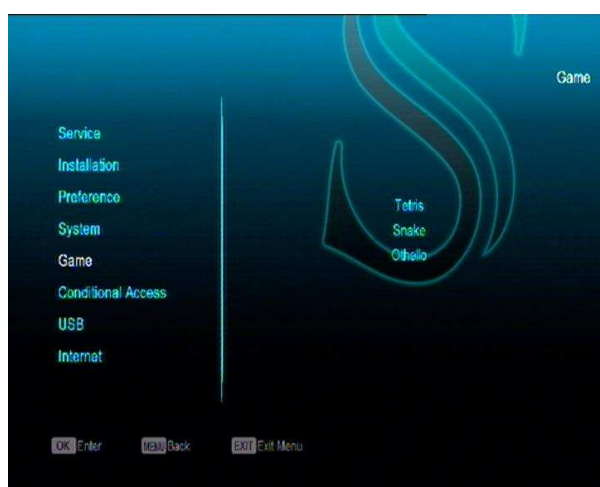 Game
Service
Installation
Preference
System
Game
Conditional Access
USB
Internet
Tetris
Snake
Othello
OK Enter MENU Back EXIT Exit Menu